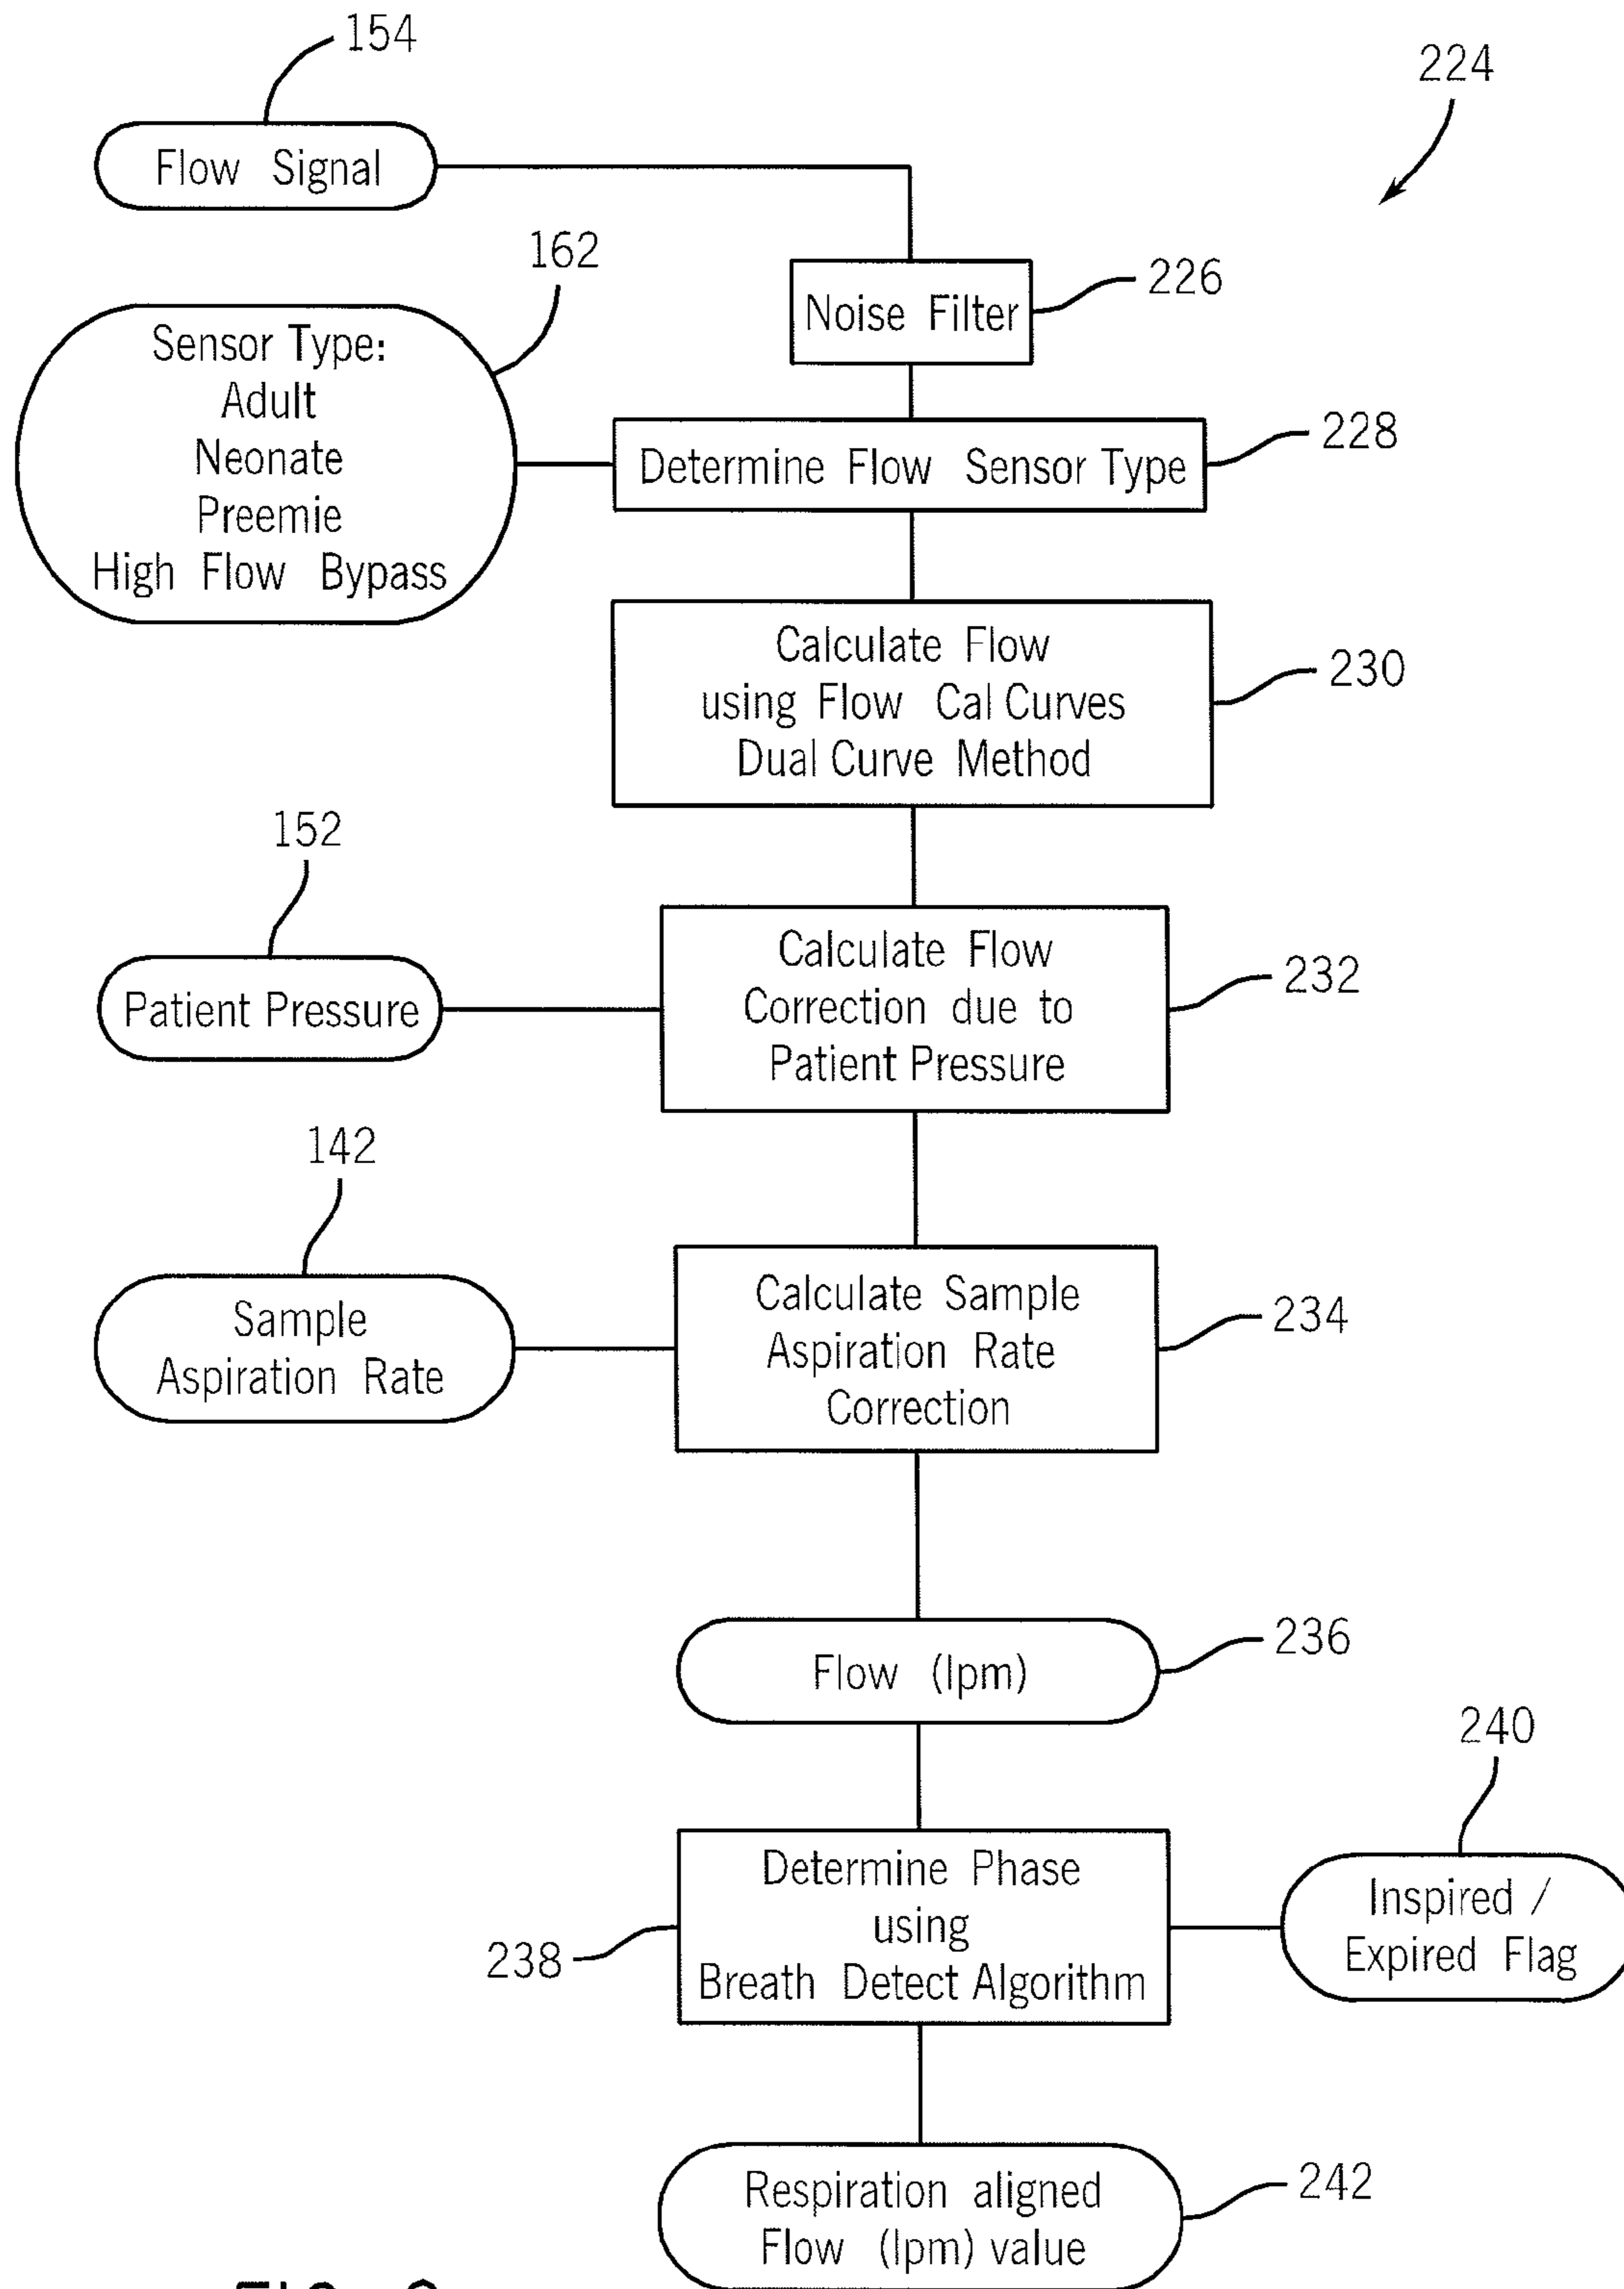 154
224
Flow Signal
162
226
Noise Filter
Sensor Type:
Adult
Neonate
Preemie
High Flow Bypass
228
Determine Flow Sensor Type
Calculate Flow
using Flow Cal Curves
Dual Curve Method
230
152
Patient Pressure
Calculate Flow
Correction due to
Patient Pressure
232
142
Sample
Aspiration Rate
Calculate Sample
Aspiration Rate
Correction
234
Flow (lpm)
236
240
Determine Phase
using
Breath Detect Algorithm
238
Inspired /
Expired Flag
Respiration aligned
Flow (lpm) value
242